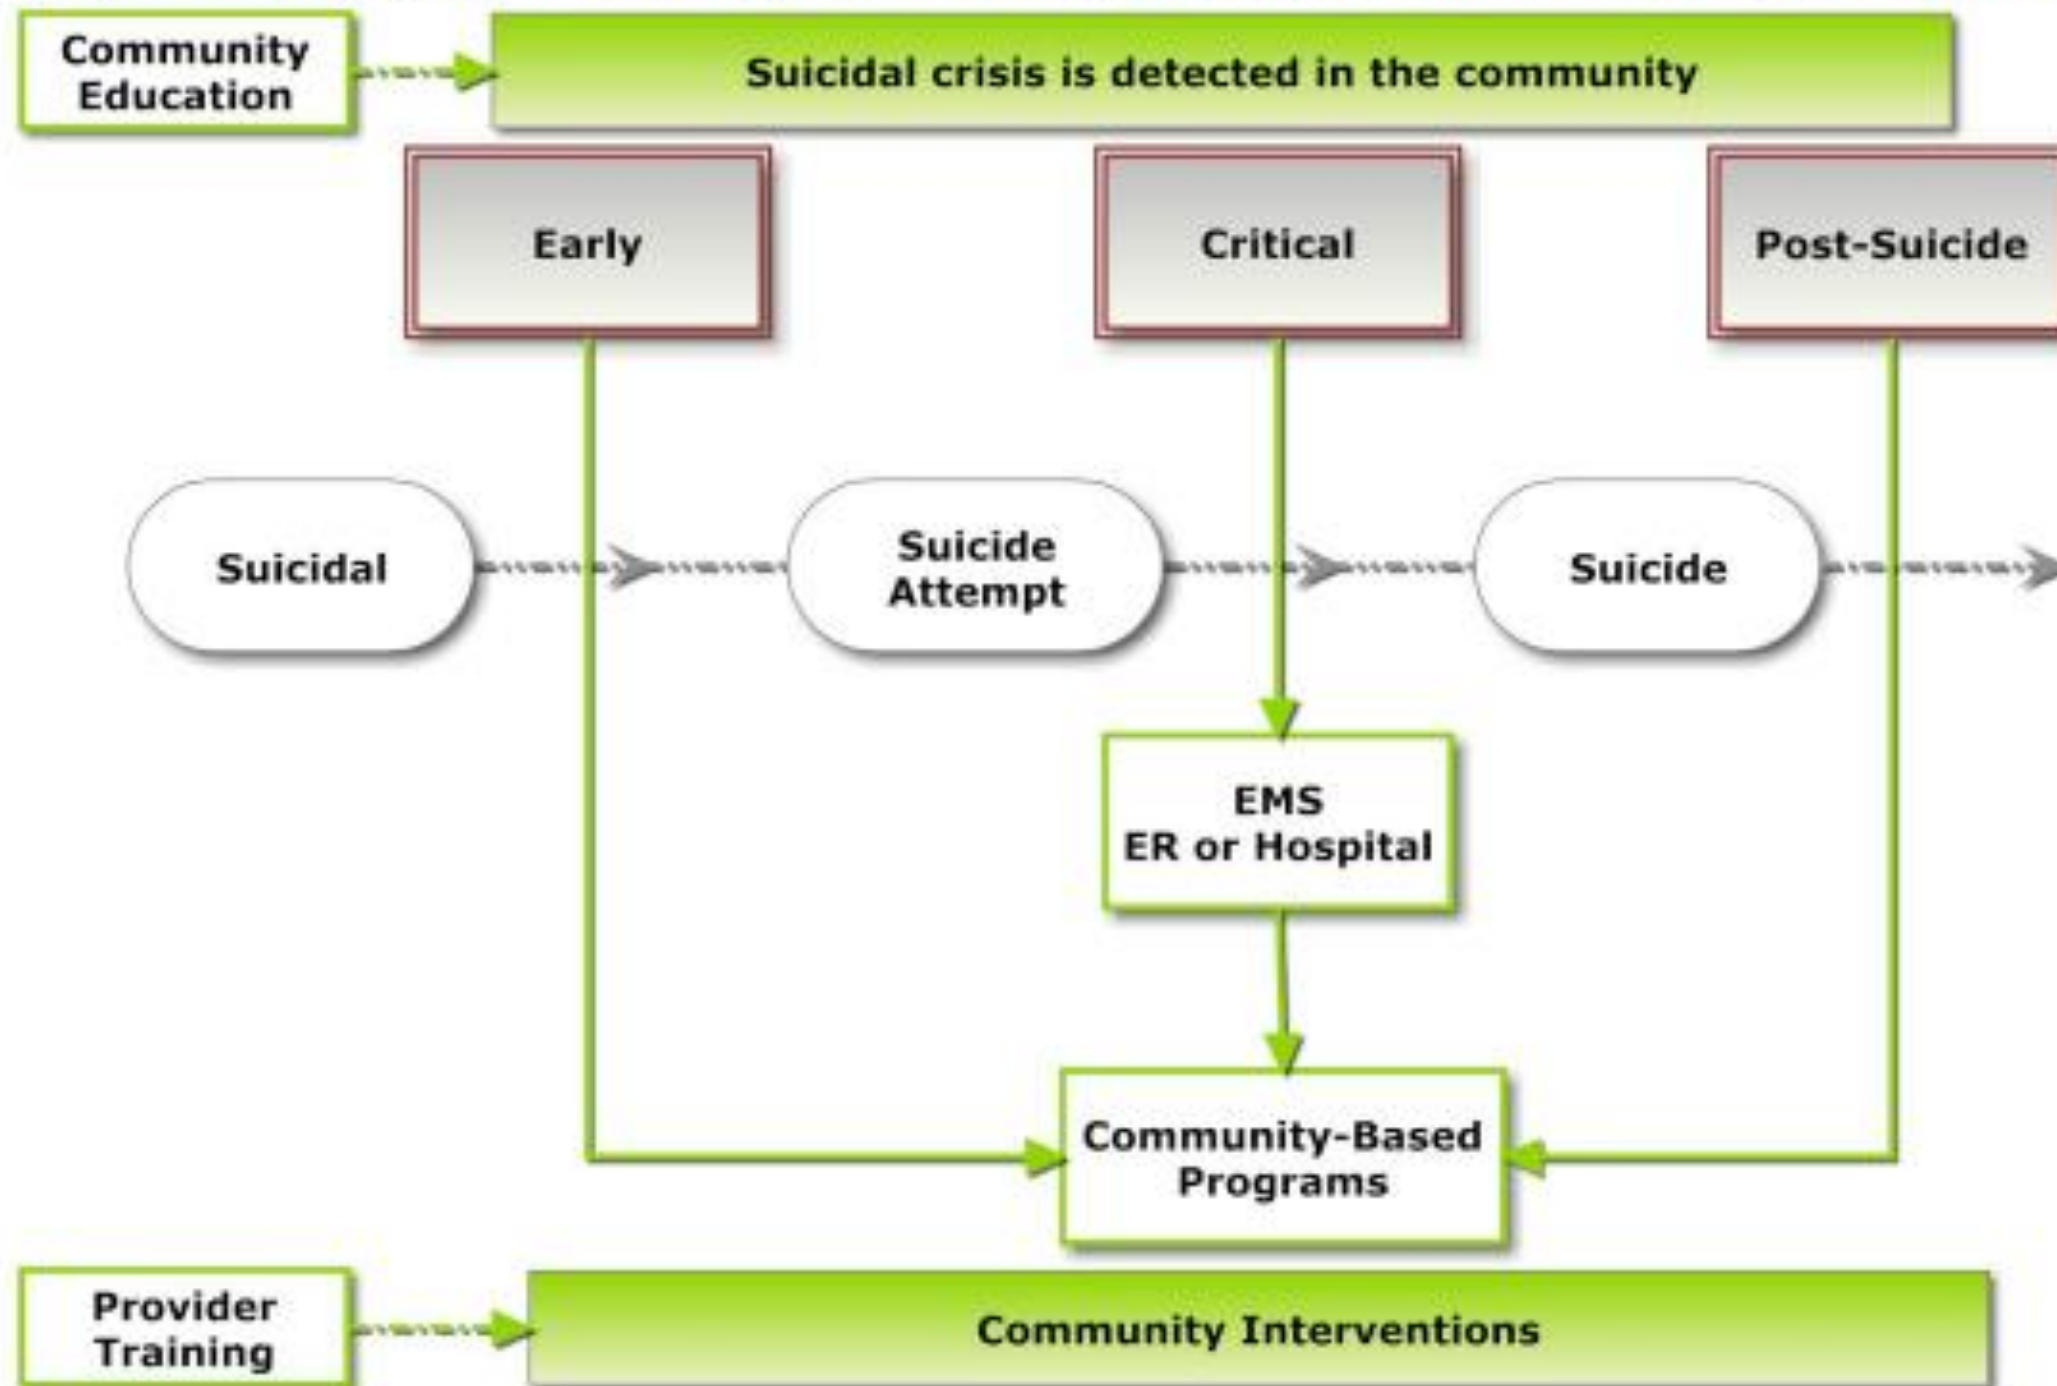 Community
Education
Suicidal crisis is detected in the community
Early
Critical
Post-Suicide
Suicidal
Suicide
Attempt
Suicide
EMS
ER or Hospital
Community-Based
Programs
Provider
Training
Community Interventions